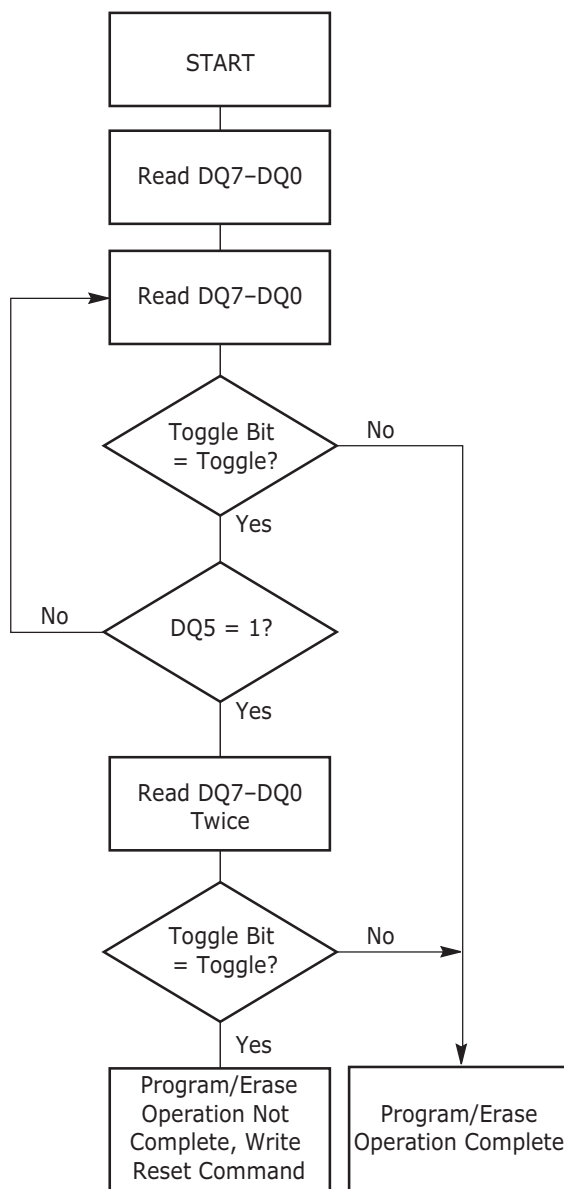 START
Read DQ7–DQ0
Read DQ7–DQ0
Toggle Bit
= Toggle?
No
Yes
No
DQ5 = 1?
Yes
Read DQ7–DQ0
Twice
Toggle Bit
= Toggle?
No
Yes
Program/Erase
Operation Not
Complete, Write
Reset Command
Program/Erase
Operation Complete